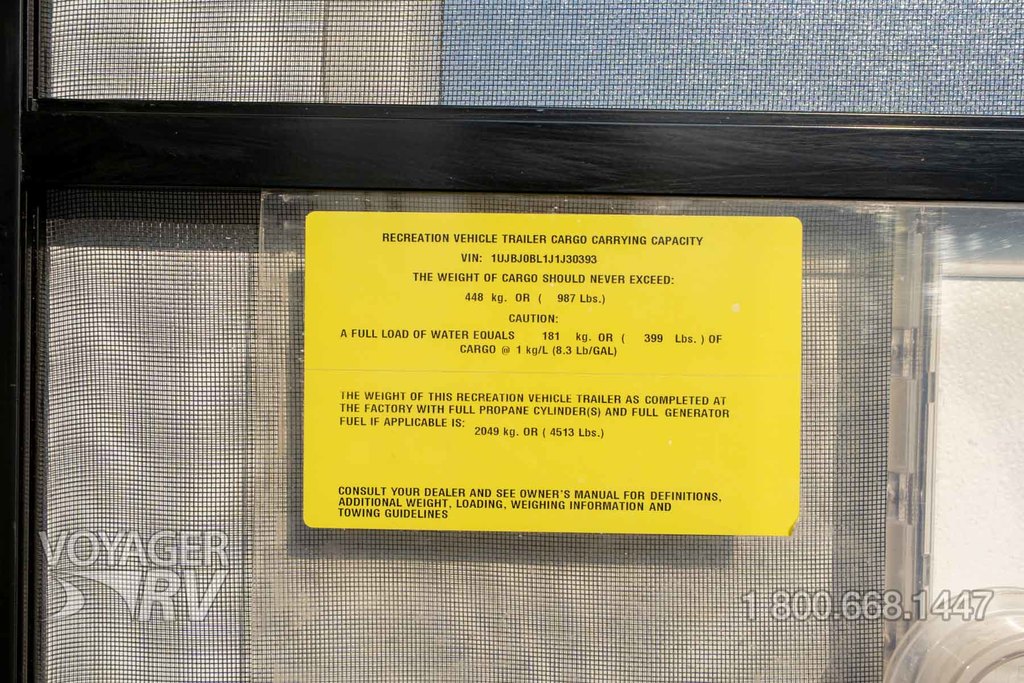 RECREATION VEHICLE TRAILER CARGO CARRYING CAPACITY
VIN: 1UJBJ0BL1J1J30393
THE WEIGHT OF CARGO SHOULD NEVER EXCEED:
448 kg. OR ( 987 Lbs.)
CAUTION:
A FULL LOAD OF WATER EQUALS 181 kg. OR ( 399 Lbs. ) OF
CARGO @ 1 kg/L (8.3 Lb/GAL)
THE WEIGHT OF THIS RECREATION VEHICLE TRAILER AS COMPLETED AT
THE FACTORY WITH FULL PROPANE CYLINDER(S) AND FULL GENERATOR
FUEL IF APPLICABLE IS:
2049 kg. OR ( 4513 Lbs.)
CONSULT YOUR DEALER AND SEE OWNER'S MANUAL FOR DEFINITIONS,
ADDITIONAL WEIGHT, LOADING, WEIGHING INFORMATION AND
TOWING GUIDELINES
VOYAGER
RV
1 800.668.1447